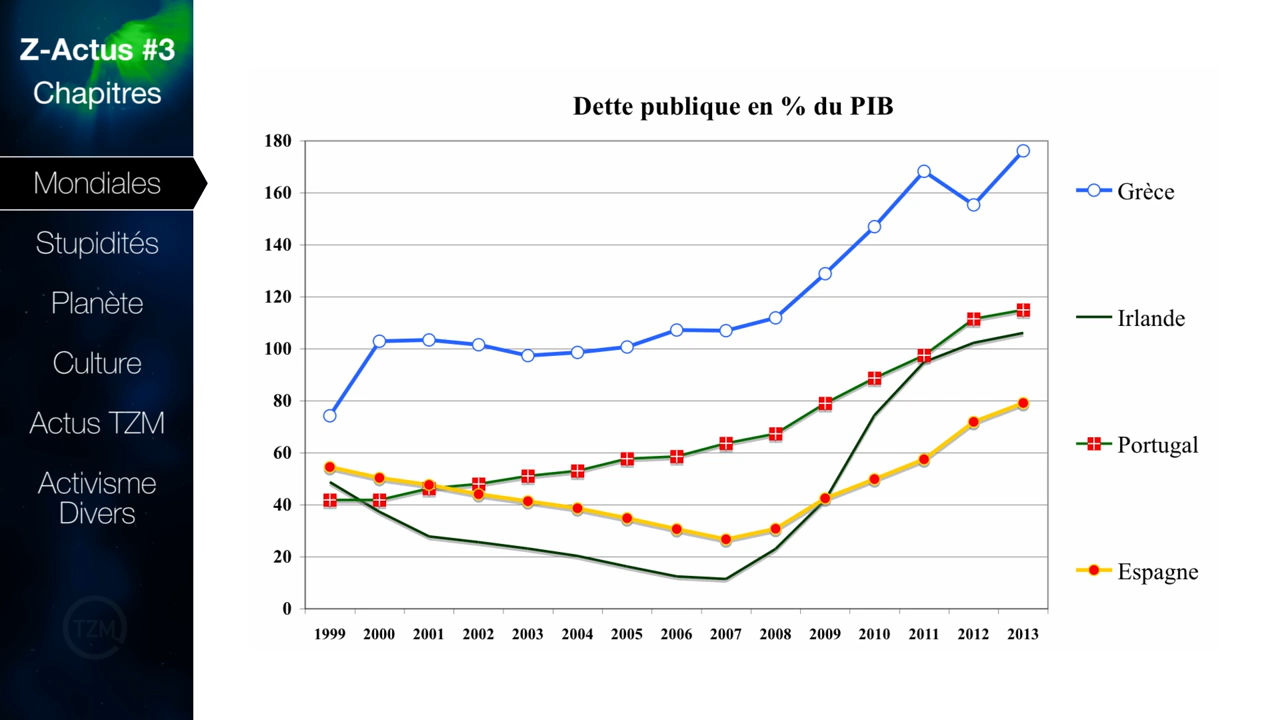 Z-Actus #3
Chapitres
Mondiales
Stupidités
Planète
Culture
Actus TZM
Activisme
Divers
TZM
Dette publique en % du PIB
180
160
140
120
100
80
60
40
20
0
1999 2000 2001 2002 2003 2004 2005 2006 2007 2008 2009 2010 2011 2012 2013
Grèce
Irlande
Portugal
Espagne